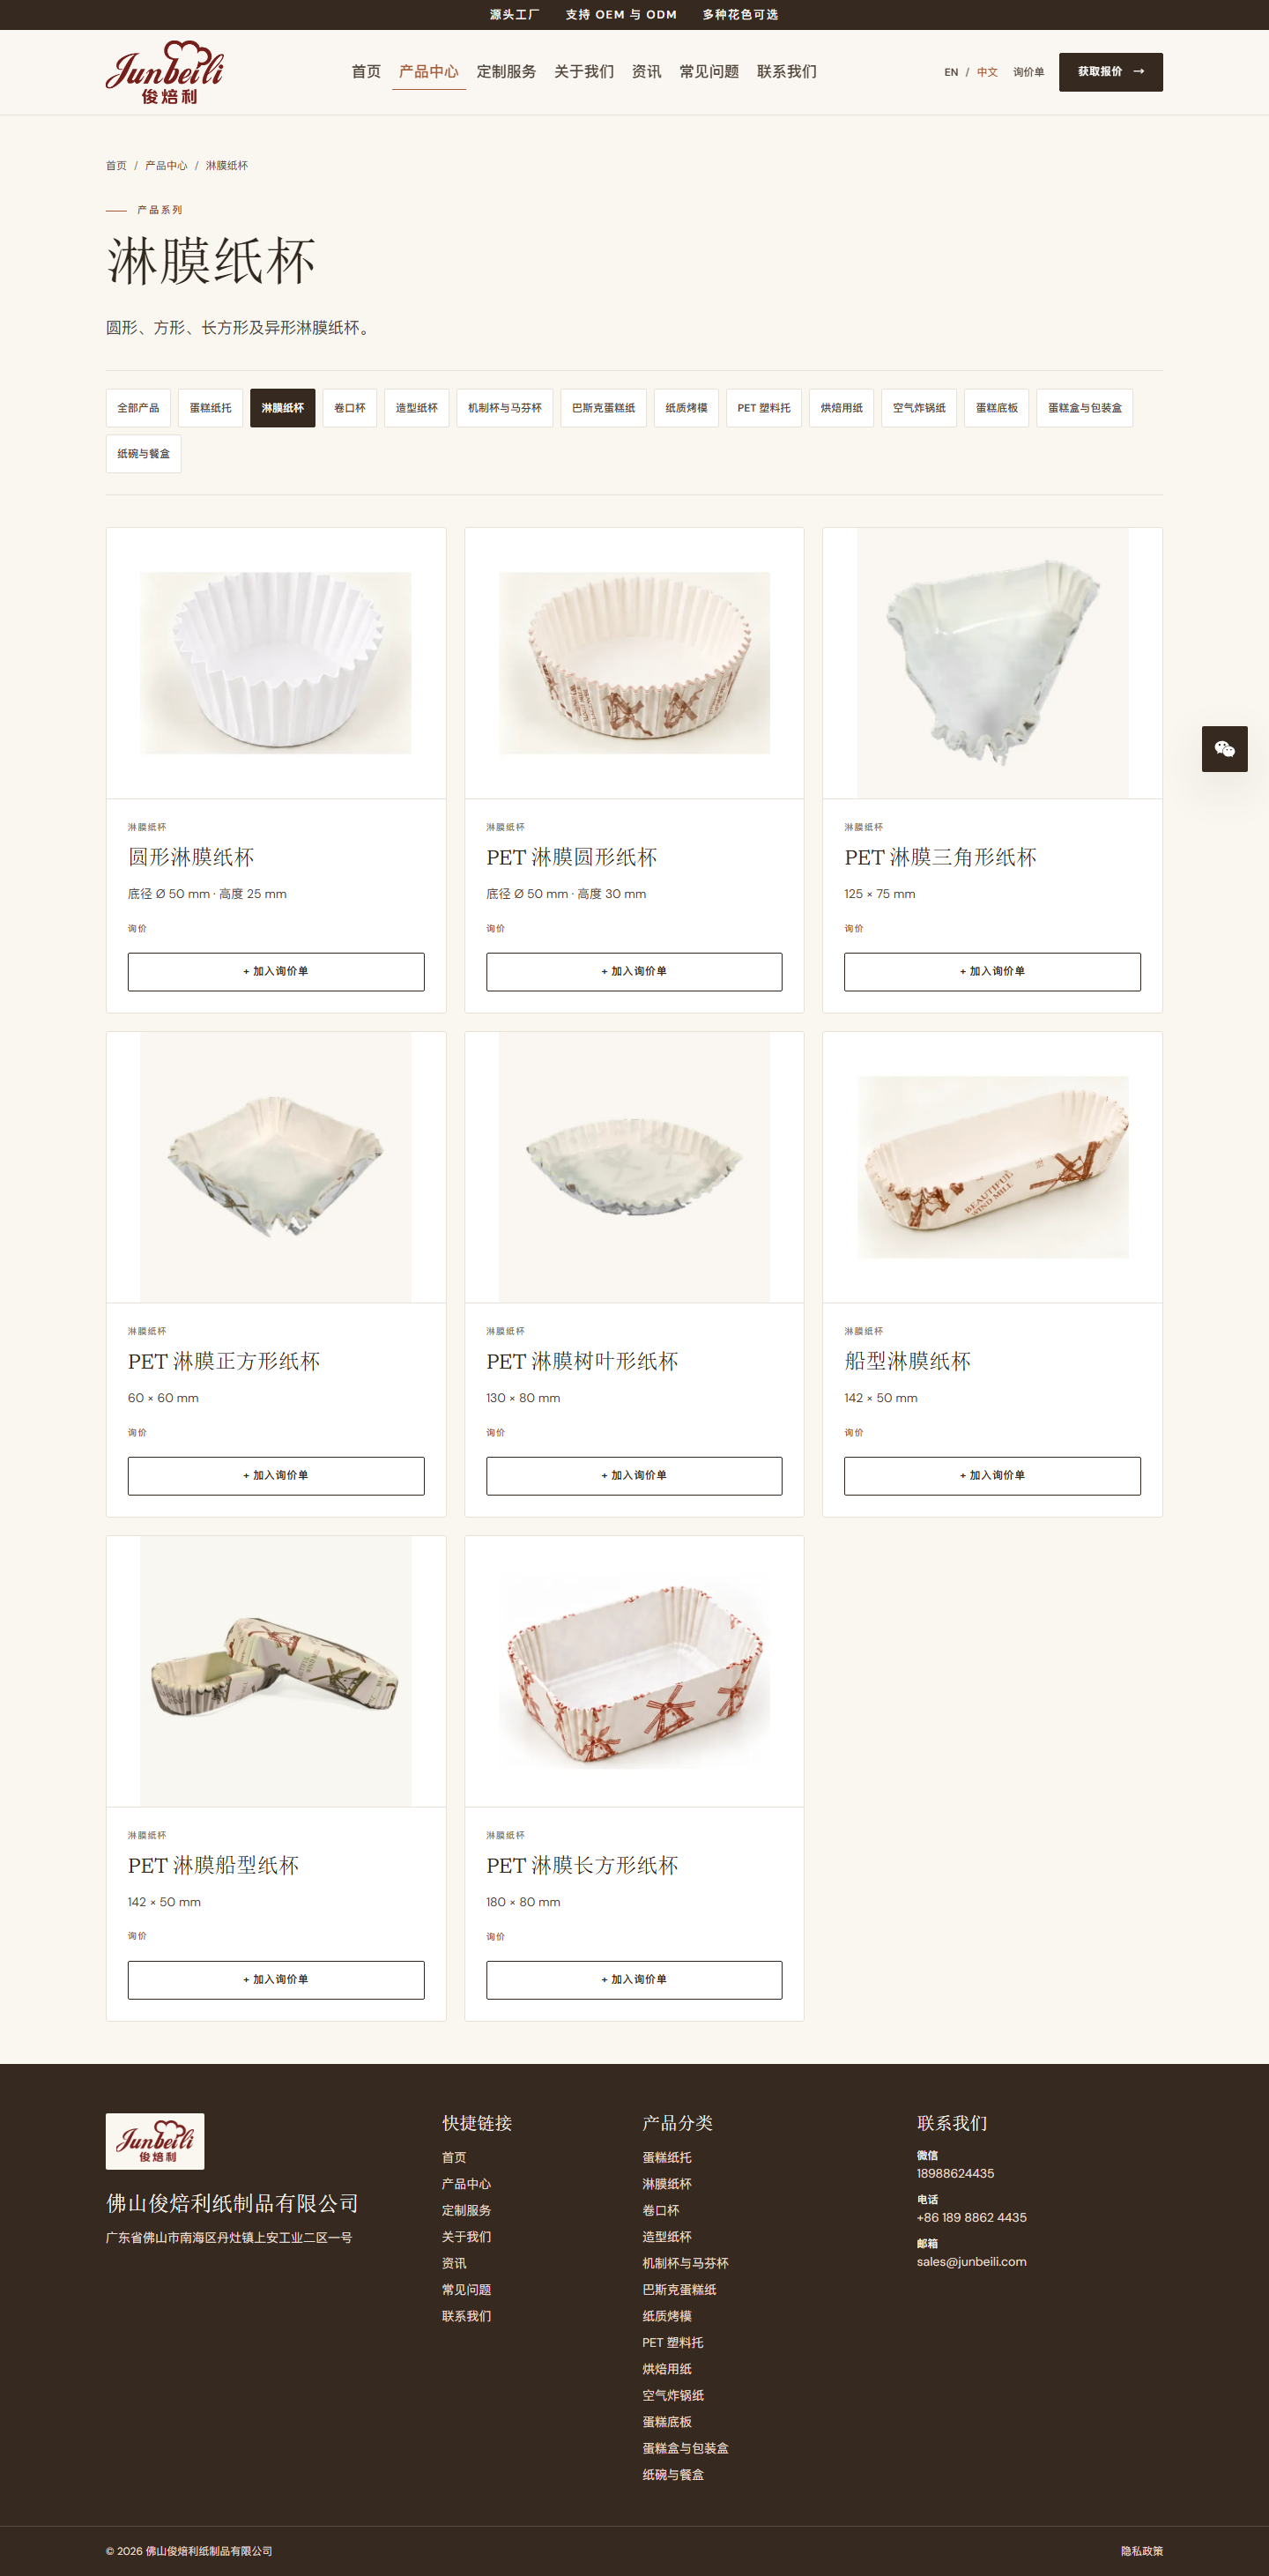 源头工厂 支持 OEM 与 ODM 多种花色可选
Junbeili
俊焙利
首页 产品中心 定制服务 关于我们 资讯 常见问题 联系我们
EN / 中文 询价单 获取报价 →
首页 / 产品中心 / 淋膜纸杯
产品系列
淋膜纸杯
圆形、方形、长方形及异形淋膜纸杯。
全部产品 蛋糕纸托 淋膜纸杯 卷口杯 造型纸杯 机制杯与马芬杯 巴斯克蛋糕纸 纸质烤模 PET 塑料托 烘焙用纸 空气炸锅纸 蛋糕底板 蛋糕盒与包装盒
纸碗与餐盒
淋膜纸杯
圆形淋膜纸杯
底径 Ø 50 mm · 高度 25 mm
询价
+ 加入询价单
淋膜纸杯
PET 淋膜圆形纸杯
底径 Ø 50 mm · 高度 30 mm
询价
+ 加入询价单
淋膜纸杯
PET 淋膜三角形纸杯
125 × 75 mm
询价
+ 加入询价单
淋膜纸杯
PET 淋膜正方形纸杯
60 × 60 mm
询价
+ 加入询价单
淋膜纸杯
PET 淋膜树叶形纸杯
130 × 80 mm
询价
+ 加入询价单
BEAUTIFUL
WIND MILL
淋膜纸杯
船型淋膜纸杯
142 × 50 mm
询价
+ 加入询价单
淋膜纸杯
PET 淋膜船型纸杯
142 × 50 mm
询价
+ 加入询价单
淋膜纸杯
PET 淋膜长方形纸杯
180 × 80 mm
询价
+ 加入询价单
Junbeili
俊焙利
佛山俊焙利纸制品有限公司
广东省佛山市南海区丹灶镇上安工业二区一号
快捷链接
首页
产品中心
定制服务
关于我们
资讯
常见问题
联系我们
产品分类
蛋糕纸托
淋膜纸杯
卷口杯
造型纸杯
机制杯与马芬杯
巴斯克蛋糕纸
纸质烤模
PET 塑料托
烘焙用纸
空气炸锅纸
蛋糕底板
蛋糕盒与包装盒
纸碗与餐盒
联系我们
微信
18988624435
电话
+86 189 8862 4435
邮箱
sales@junbeili.com
© 2026 佛山俊焙利纸制品有限公司
隐私政策